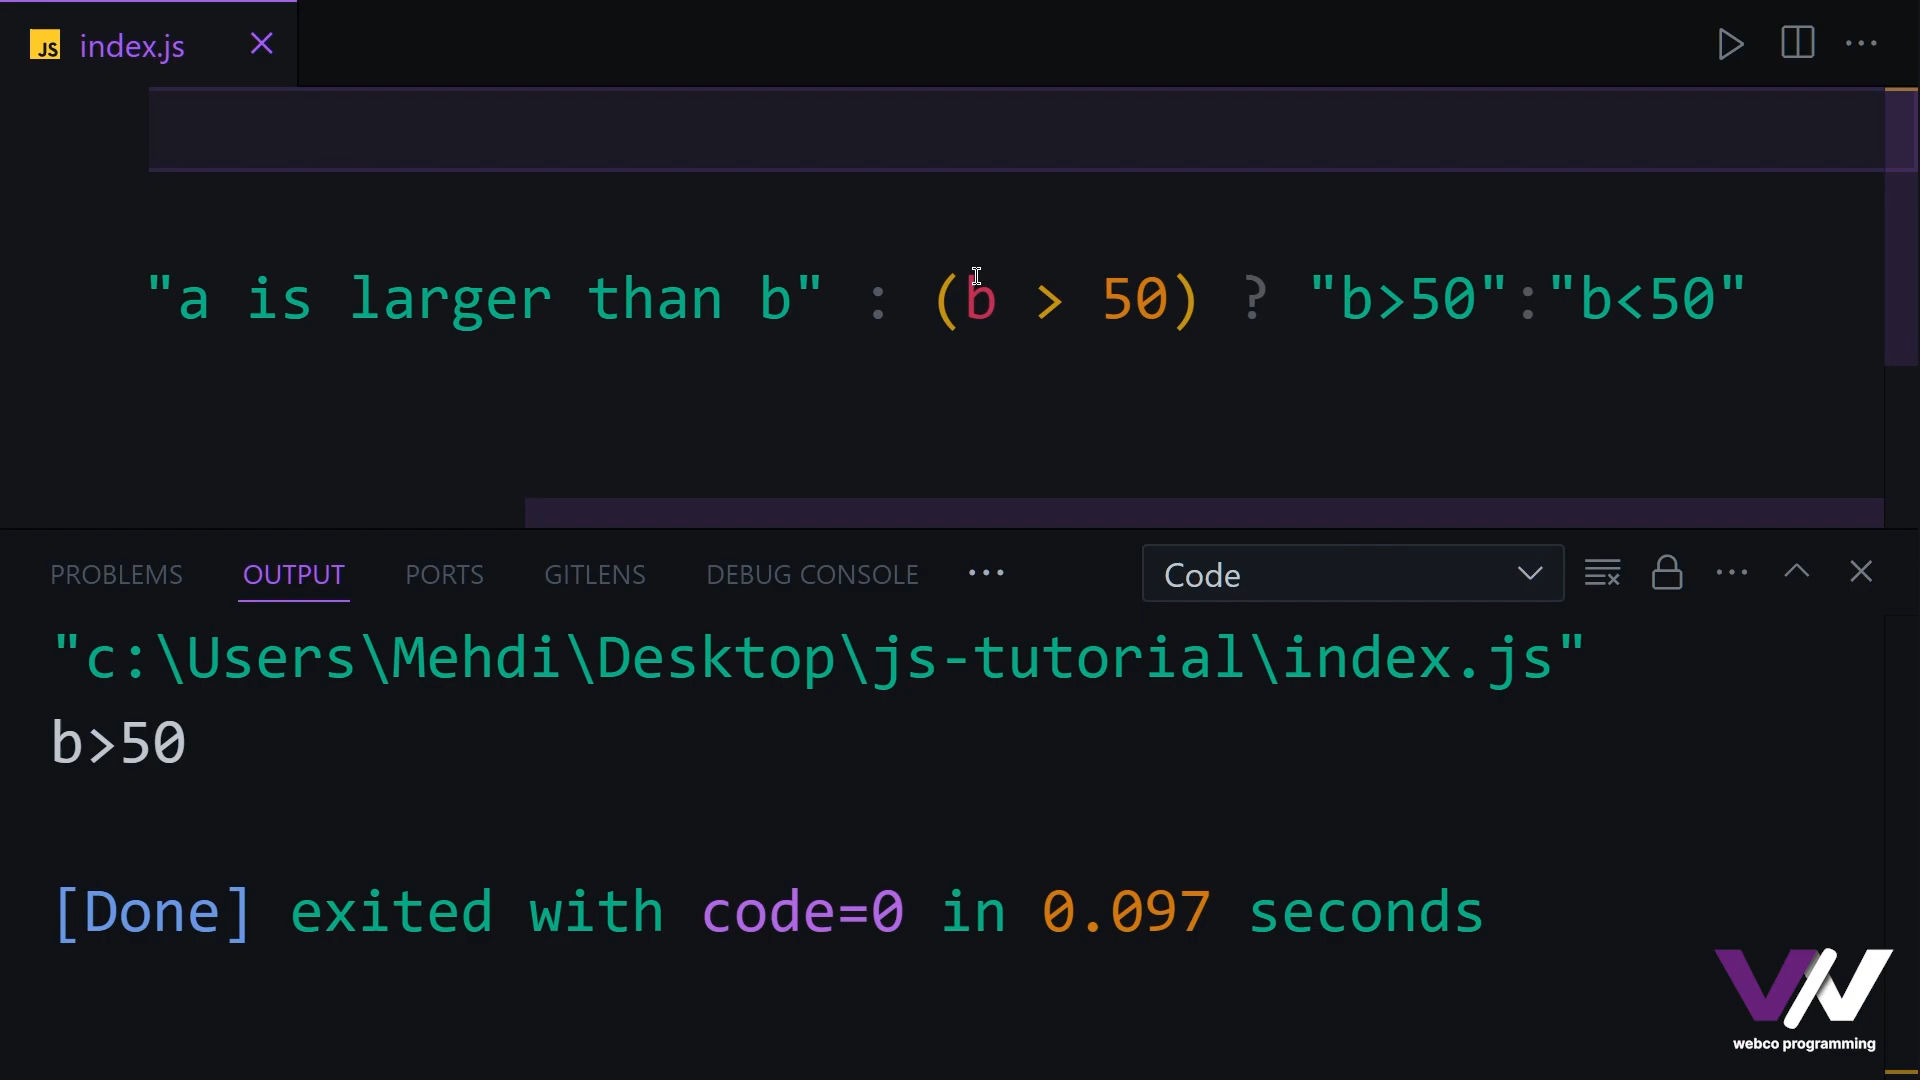 JS index.js
"a is larger than b" : (b > 50) ? "b>50":"b<50"
PROBLEMS OUTPUT PORTS GITLENS DEBUG CONSOLE ··· Code
"c:\Users\Mehdi\Desktop\js-tutorial\index.js"
b>50
[Done] exited with code=0 in 0.097 seconds
webco programming